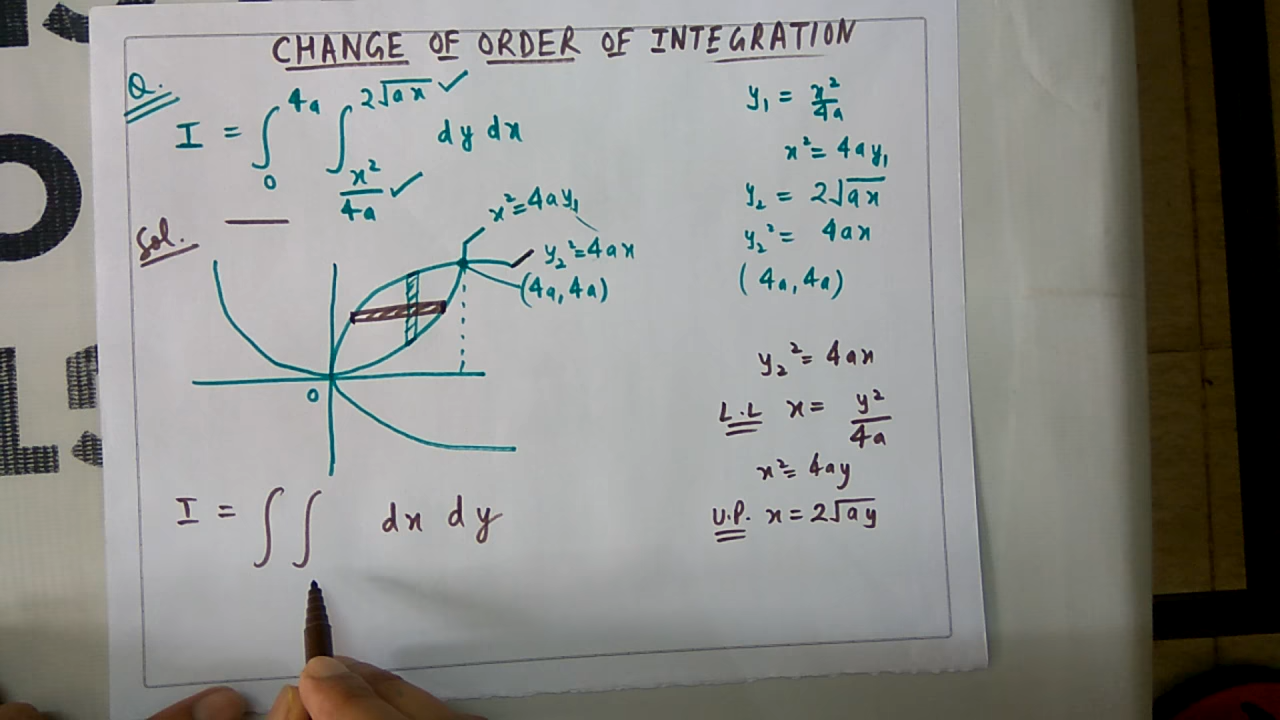 CHANGE OF ORDER OF INTEGRATION
Q.
I = ∫₀^4a ∫_{x²/4a}^{2√ax} dy dx
Sol.
x² = 4ay₁
y₂² = 4ax
(4a, 4a)
0
I = ∫ ∫ dx dy
y₁ = x²/4a
x² = 4ay₁
y₂ = 2√ax
y₂² = 4ax
(4a, 4a)
y₂² = 4ax
L.L x = y²/4a
x² = 4ay
U.P. x = 2√ay